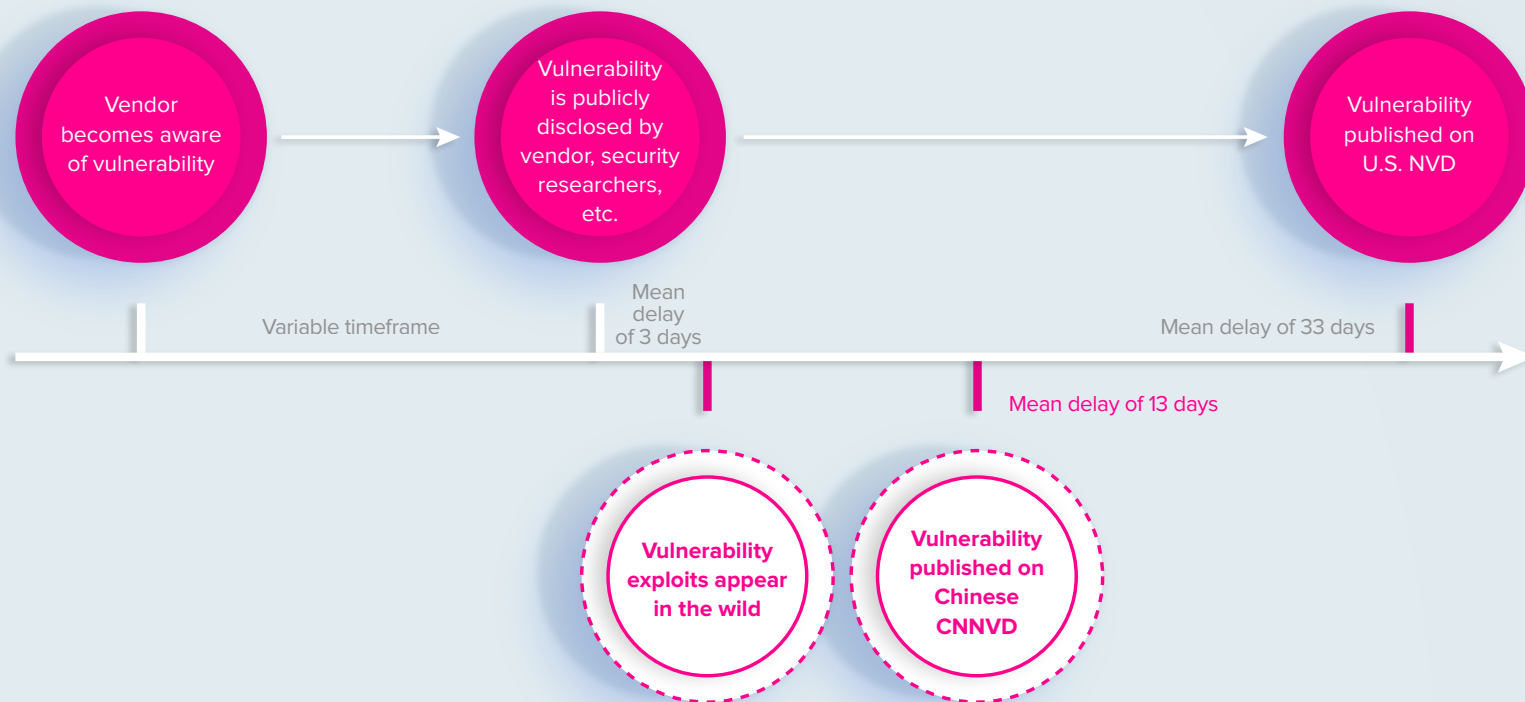 Vendor
becomes aware
of vulnerability
Vulnerability
is publicly
disclosed by
vendor, security
researchers,
etc.
Vulnerability
published on
U.S. NVD
Variable timeframe
Mean
delay
of 3 days
Mean delay of 33 days
Mean delay of 13 days
Vulnerability
exploits appear
in the wild
Vulnerability
published on
Chinese
CNNVD